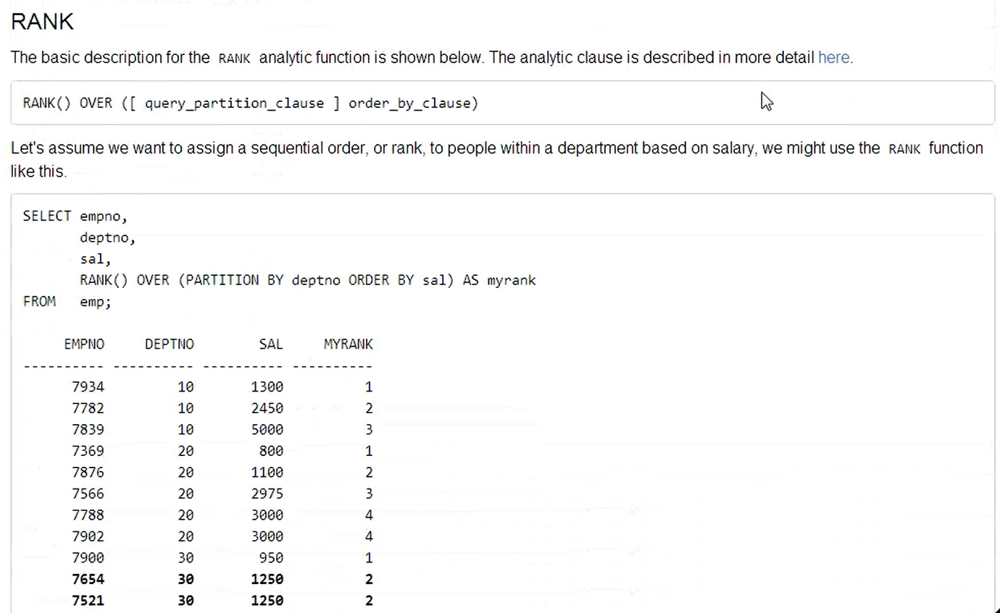 RANK
The basic description for the RANK analytic function is shown below. The analytic clause is described in more detail here.
RANK() OVER ([ query_partition_clause ] order_by_clause)
Let's assume we want to assign a sequential order, or rank, to people within a department based on salary, we might use the RANK function
like this.
SELECT empno,
       deptno,
       sal,
       RANK() OVER (PARTITION BY deptno ORDER BY sal) AS myrank
FROM   emp;
     EMPNO     DEPTNO        SAL     MYRANK
---------- ---------- ---------- ----------
      7934         10       1300          1
      7782         10       2450          2
      7839         10       5000          3
      7369         20        800          1
      7876         20       1100          2
      7566         20       2975          3
      7788         20       3000          4
      7902         20       3000          4
      7900         30        950          1
      7654         30       1250          2
      7521         30       1250          2